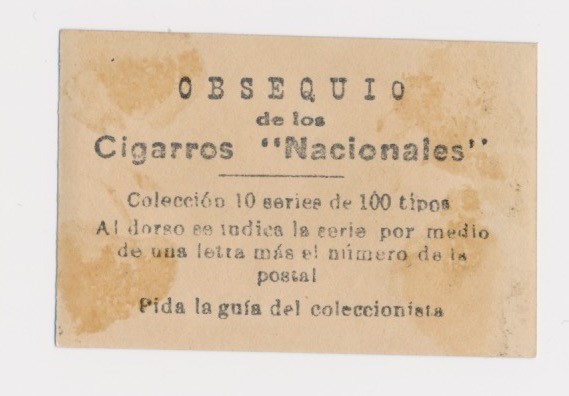 OBSEQUIO
de los
Cigarros "Nacionales"
Colección 10 series de 100 tipos
Al dorso se indica la serie por medio
de una letra más el número de la
postal
Pida la guía del coleccionista